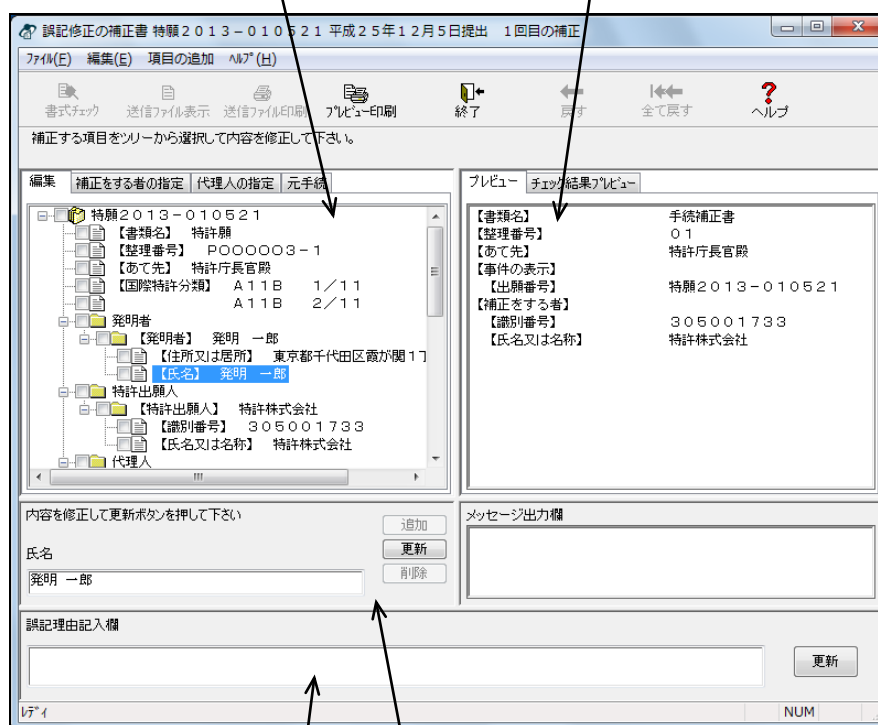 誤記修正の補正書 特願２０１３－０１０５２１ 平成２５年１２月５日提出 １回目の補正
ﾌｧｲﾙ(F) 編集(E) 項目の追加 ﾍﾙﾌﾟ(H)
書式チェック 送信ファイル表示 送信ファイル印刷 プレビュー印刷 終了 戻す 全て戻す ヘルプ
補正する項目をツリーから選択して内容を修正して下さい。
編集 補正をする者の指定 代理人の指定 元手続
特願２０１３－０１０５２１
【書類名】 特許願
【整理番号】 ＰＯＯＯＯＯ３－１
【あて先】 特許庁長官殿
【国際特許分類】 Ａ１１Ｂ １／１１
Ａ１１Ｂ ２／１１
発明者
【発明者】 発明 一郎
【住所又は居所】 東京都千代田区霞が関１丁
【氏名】 発明 一郎
特許出願人
【特許出願人】 特許株式会社
【識別番号】 ３０５００１７３３
【氏名又は名称】 特許株式会社
代理人
プレビュー チェック結果プレビュー
【書類名】 手続補正書
【整理番号】 ０１
【あて先】 特許庁長官殿
【事件の表示】
【出願番号】 特願２０１３－０１０５２１
【補正をする者】
【識別番号】 ３０５００１７３３
【氏名又は名称】 特許株式会社
内容を修正して更新ボタンを押して下さい
追加
氏名
更新
発明 一郎
削除
メッセージ出力欄
誤記理由記入欄
更新
ﾚﾃﾞｨ NUM